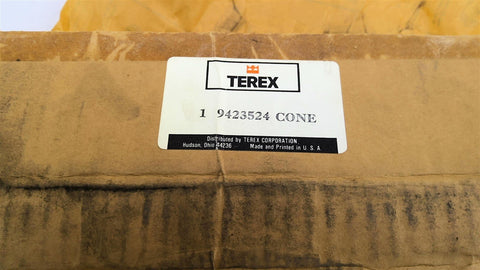 TEREX
1 9423524 CONE
Distributed by TEREX CORPORATION
Hudson, Ohio 44236 Made and Printed in U. S. A.